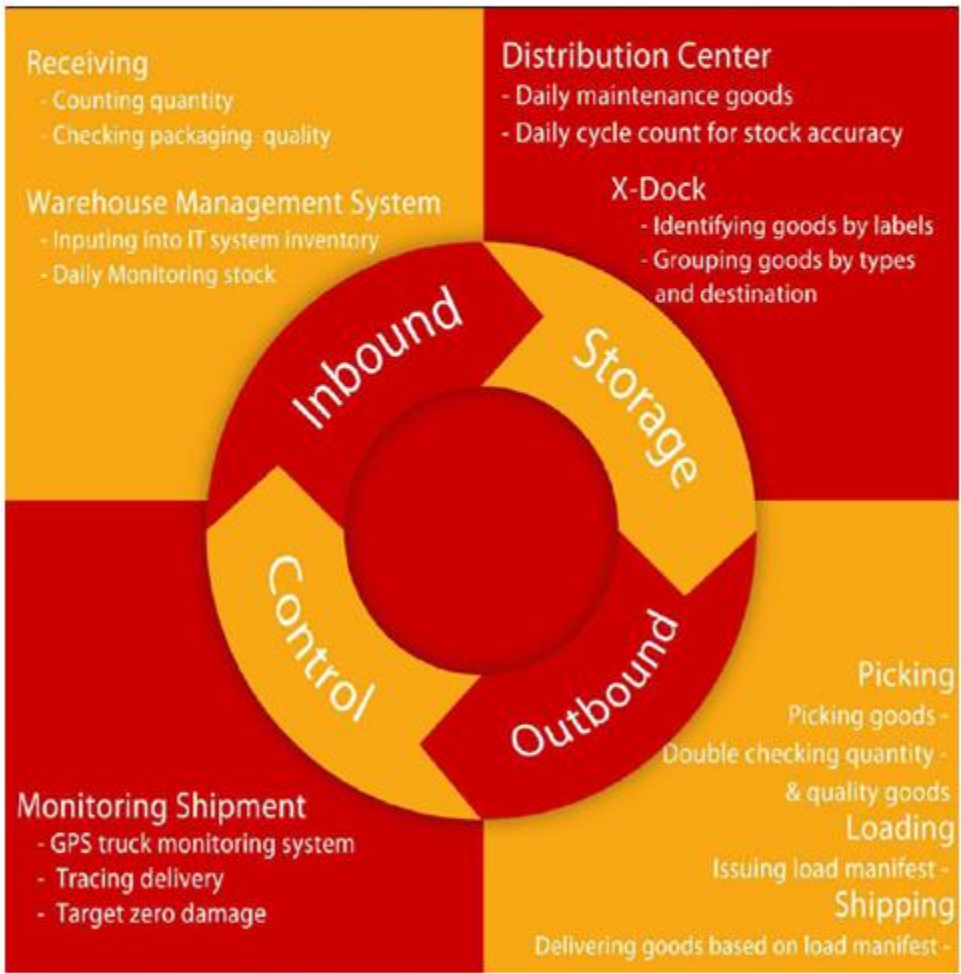 Receiving
- Counting quantity
- Checking packaging quality
Warehouse Management System
- Inputing into IT system inventory
- Daily Monitoring stock
Distribution Center
- Daily maintenance goods
- Daily cycle count for stock accuracy
X-Dock
- Identifying goods by labels
- Grouping goods by types
and destination
Inbound
Storage
Control
Outbound
Picking
Picking goods -
Double checking quantity -
& quality goods
Loading
Issuing load manifest -
Shipping
Delivering goods based on load manifest -
Monitoring Shipment
- GPS truck monitoring system
- Tracing delivery
- Target zero damage